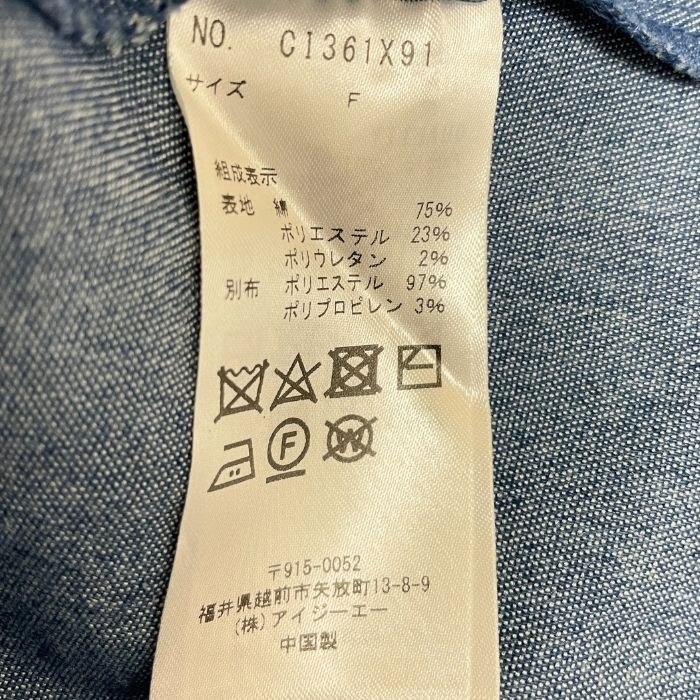 NO. CI361X91
サイズ F
組成表示
表地 綿 75%
ポリエステル 23%
ポリウレタン 2%
別布 ポリエステル 97%
ポリプロピレン 3%
F
W
〒915-0052
福井県越前市矢放町13-8-9
(株)アイジーエー
中国製